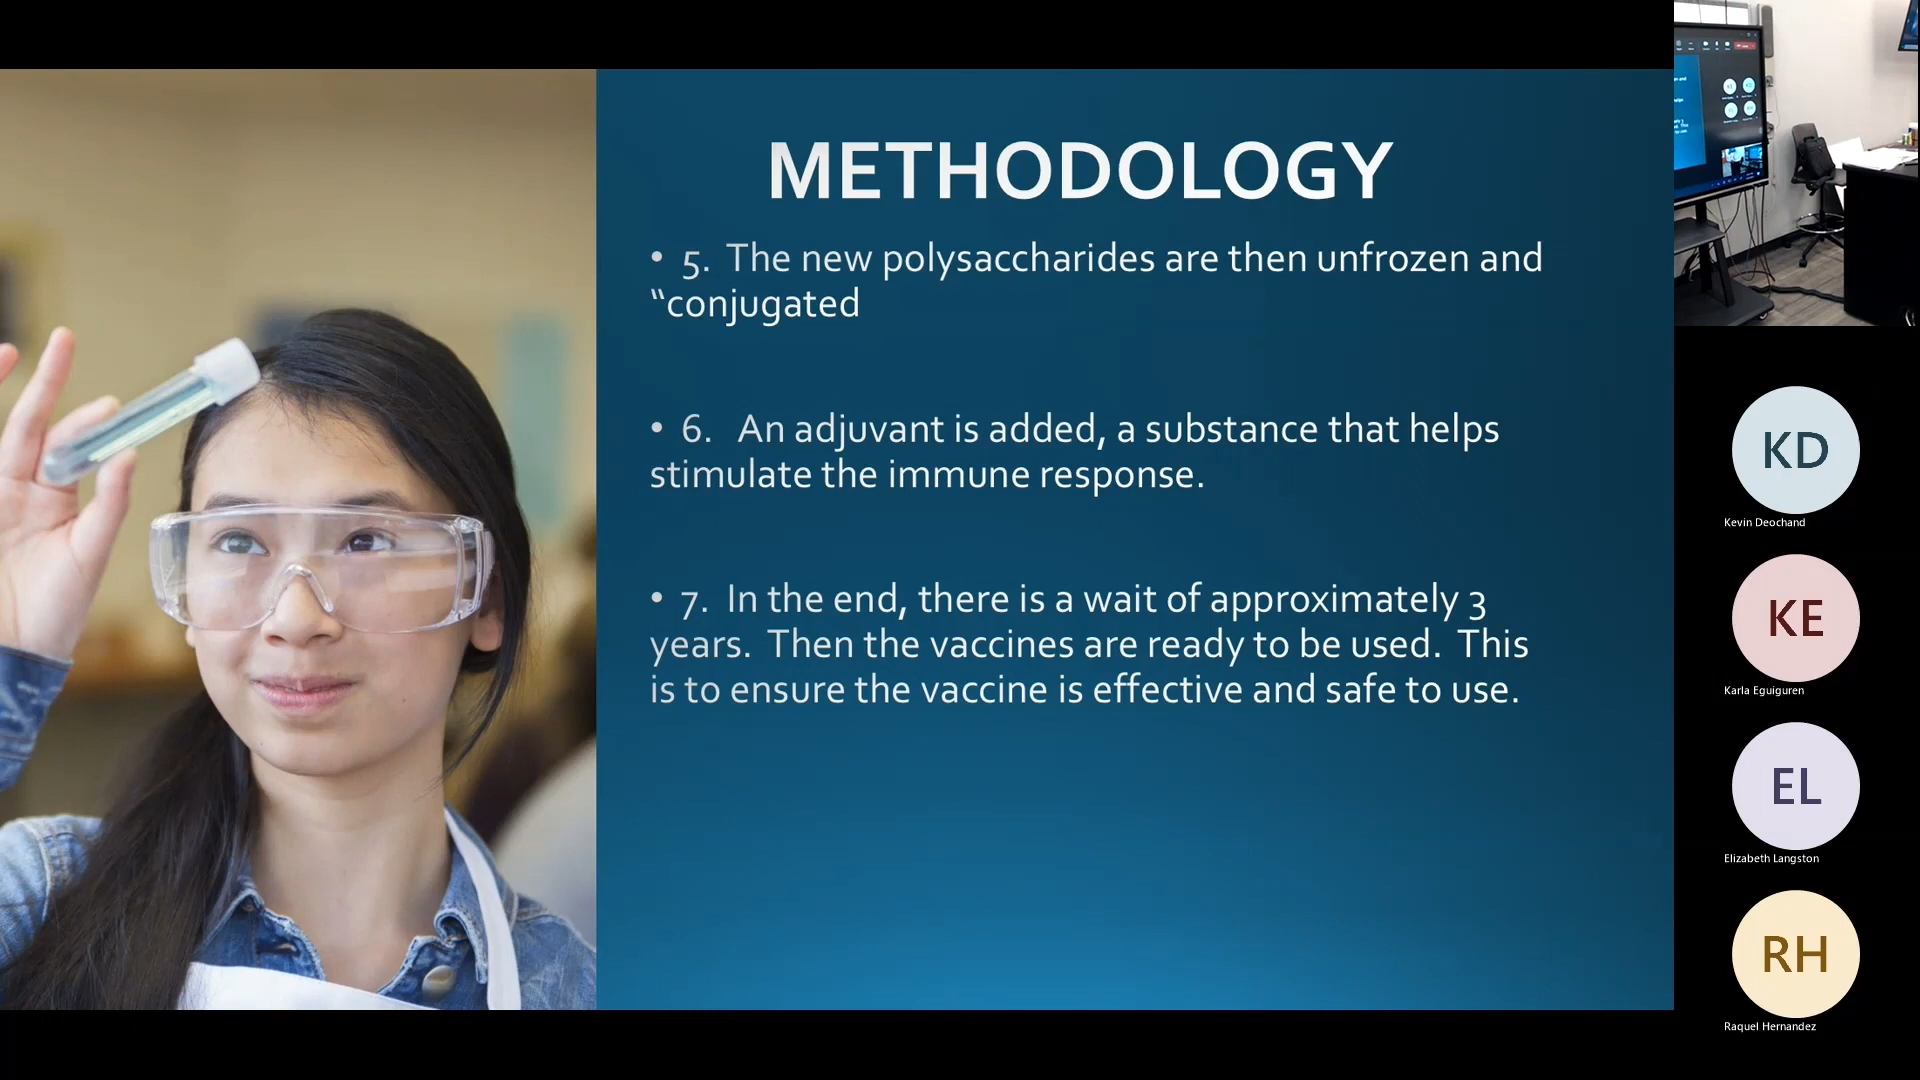 METHODOLOGY
• 5.  The new polysaccharides are then unfrozen and
“conjugated
• 6.   An adjuvant is added, a substance that helps
stimulate the immune response.
• 7.  In the end, there is a wait of approximately 3
years.  Then the vaccines are ready to be used.  This
is to ensure the vaccine is effective and safe to use.
KD
Kevin Deochand
KE
Karla Eguiguren
EL
Elizabeth Langston
RH
Raquel Hernandez